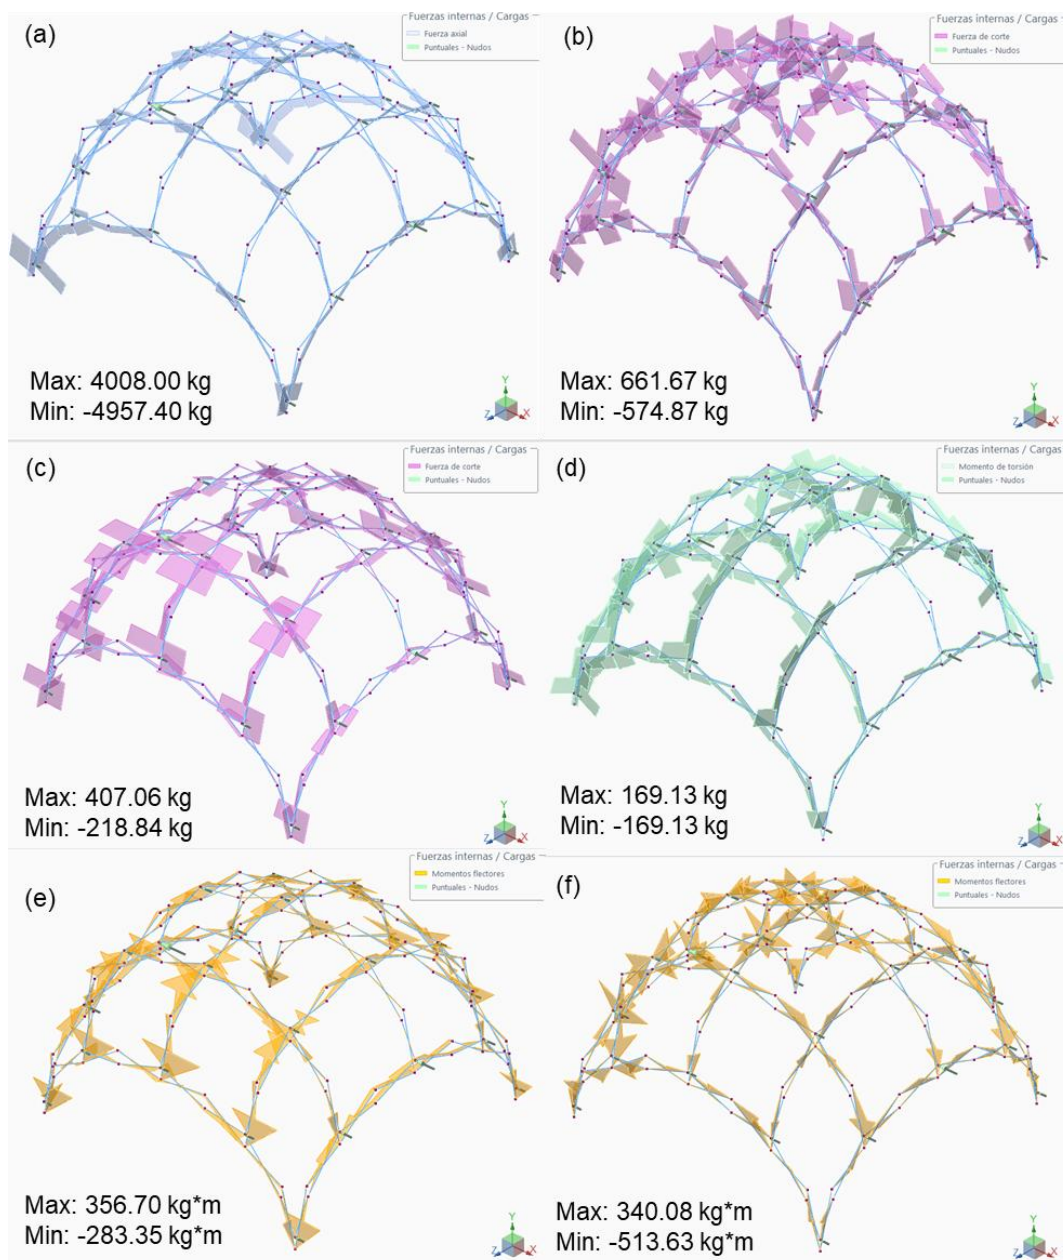 (a)
Fuerzas internas / Cargas
Fuerza axial
Puntuales - Nudos
Max: 4008.00 kg
Min: -4957.40 kg
Y
Z
X
(b)
Fuerzas internas / Cargas
Fuerza de corte
Puntuales - Nudos
Max: 661.67 kg
Min: -574.87 kg
Y
Z
X
(c)
Fuerzas internas / Cargas
Fuerza de corte
Puntuales - Nudos
Max: 407.06 kg
Min: -218.84 kg
Y
Z
X
(d)
Fuerzas internas / Cargas
Momento de torsión
Puntuales - Nudos
Max: 169.13 kg
Min: -169.13 kg
Y
Z
X
(e)
Fuerzas internas / Cargas
Momentos flectores
Puntuales - Nudos
Max: 356.70 kg*m
Min: -283.35 kg*m
Y
Z
X
(f)
Fuerzas internas / Cargas
Momentos flectores
Puntuales - Nudos
Max: 340.08 kg*m
Min: -513.63 kg*m
Y
Z
X